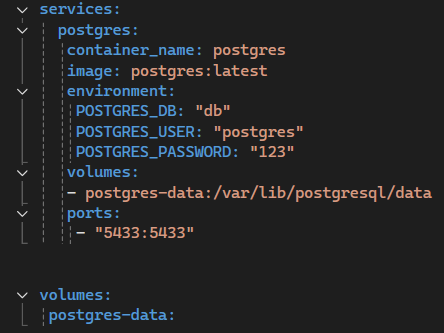 services:
postgres:
container_name: postgres
image: postgres:latest
environment:
POSTGRES_DB: "db"
POSTGRES_USER: "postgres"
POSTGRES_PASSWORD: "123"
volumes:
- postgres-data:/var/lib/postgresql/data
ports:
- "5433:5433"
volumes:
postgres-data: